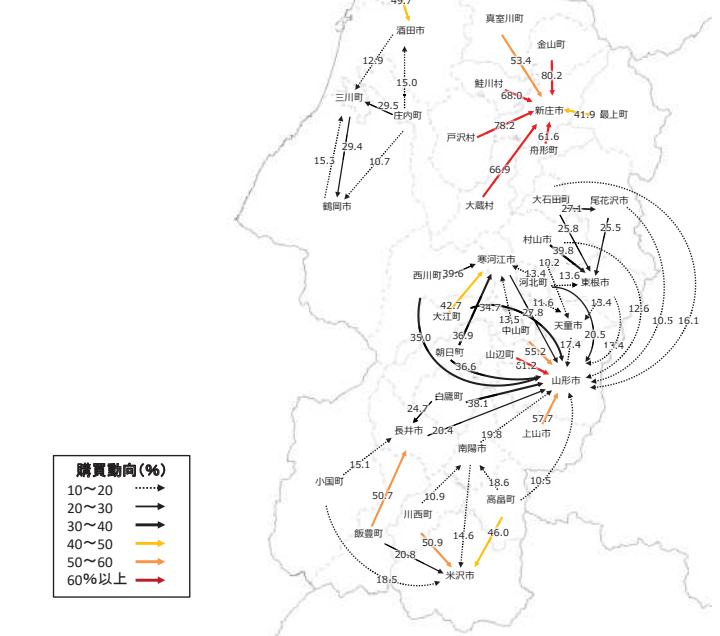 49.7
酒田市
真室川町
金山町
12.9
53.4
80.2
15.0
鮭川村
68.0
三川町
29.5
庄内町
新庄市
41.9
最上町
戸沢村
78.2
61.6
舟形町
29.4
15.3
10.7
66.9
鶴岡市
大蔵村
大石田町
尾花沢市
27.1
25.8
25.5
村山市
39.8
寒河江市
10.2
西川町
39.6
13.4
13.6
河北町
東根市
42.7
34.7
11.6
13.4
12.6
大江町
13.5
27.8
天童市
10.5
16.1
中山町
35.0
36.9
20.5
17.4
13.4
朝日町
山辺町
55.2
61.2
36.6
山形市
白鷹町
38.1
24.7
57.7
長井市
20.4
19.8
上山市
南陽市
15.1
小国町
18.6
10.5
50.7
10.9
高畠町
川西町
飯豊町
14.6
46.0
50.9
20.8
18.5
米沢市
購買動向(%)
10～20
20～30
30～40
40～50
50～60
60%以上